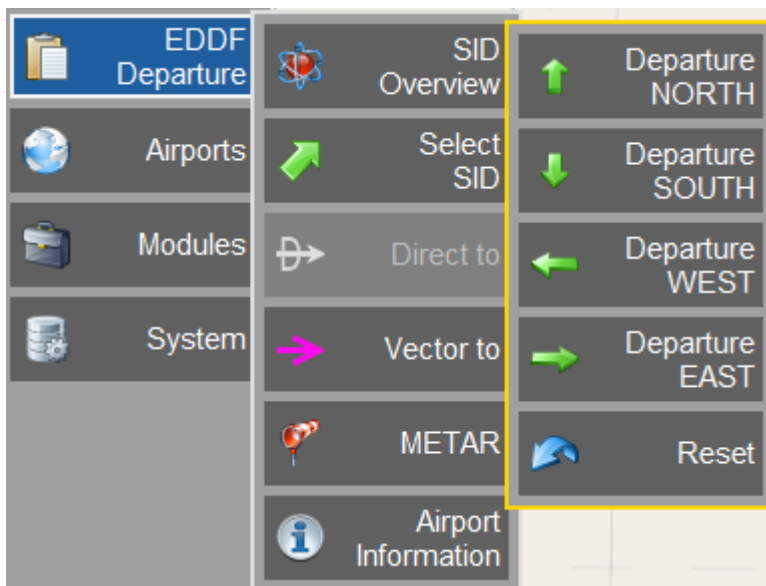 EDDF
Departure
Airports
Modules
System
SID
Overview
Select
SID
Direct to
Vector to
METAR
Airport
Information
Departure
NORTH
Departure
SOUTH
Departure
WEST
Departure
EAST
Reset